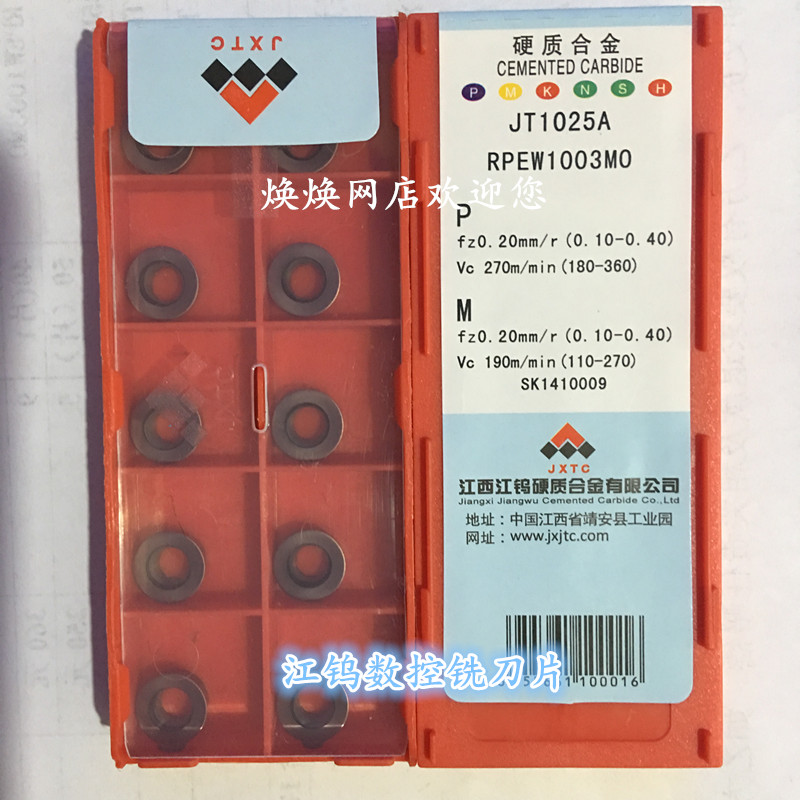 JXTC
焕焕网店欢迎您
江钨数控铣刀片
硬质合金
CEMENTED CARBIDE
P M K N S H
JT1025A
RPEW1003MO
P
fz0.20mm/r(0.10-0.40)
Vc 270m/min(180-360)
M
fz0.20mm/r(0.10-0.40)
Vc 190m/min(110-270)
SK1410009
JXTC
江西江钨硬质合金有限公司
Jiangxi Jiangwu Cemented Carbide Co.,Ltd
地址：中国江西省靖安县工业园
网址：www.jxjtc.com